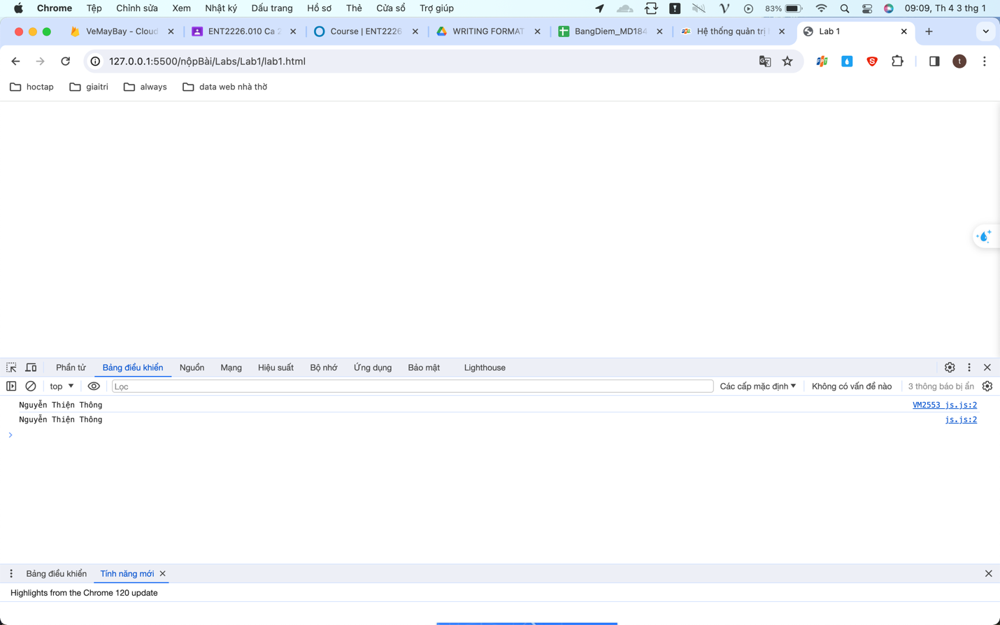 Chrome Tệp Chỉnh sửa Xem Nhật ký Dấu trang Hồ sơ Thẻ Cửa sổ Trợ giúp 83% 09:09, Th 4 3 thg 1
VeMayBay - Cloud ENT2226.010 Ca 2 Course | ENT2226 WRITING FORMAT BangDiem_MD184 Hệ thống quản trị Lab 1
127.0.0.1:5500/nộpBài/Labs/Lab1/lab1.html
hoctap giaitri always data web nhà thờ
Phần tử Bảng điều khiển Nguồn Mạng Hiệu suất Bộ nhớ Ứng dụng Bảo mật Lighthouse
top Lọc Các cấp mặc định Không có vấn đề nào 3 thông báo bị ẩn
Nguyễn Thiện Thông VM2553 js.js:2
Nguyễn Thiện Thông js.js:2
Bảng điều khiển Tính năng mới
Highlights from the Chrome 120 update